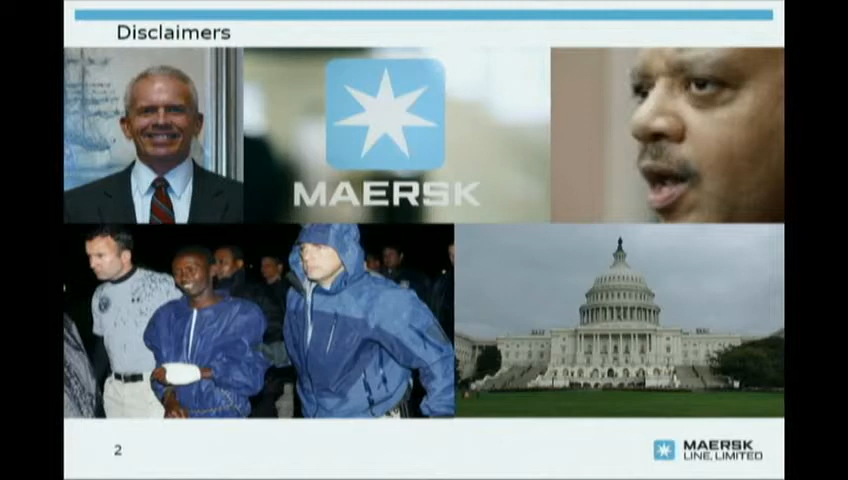 Disclaimers
MAERSK
2
MAERSK
LINE, LIMITED